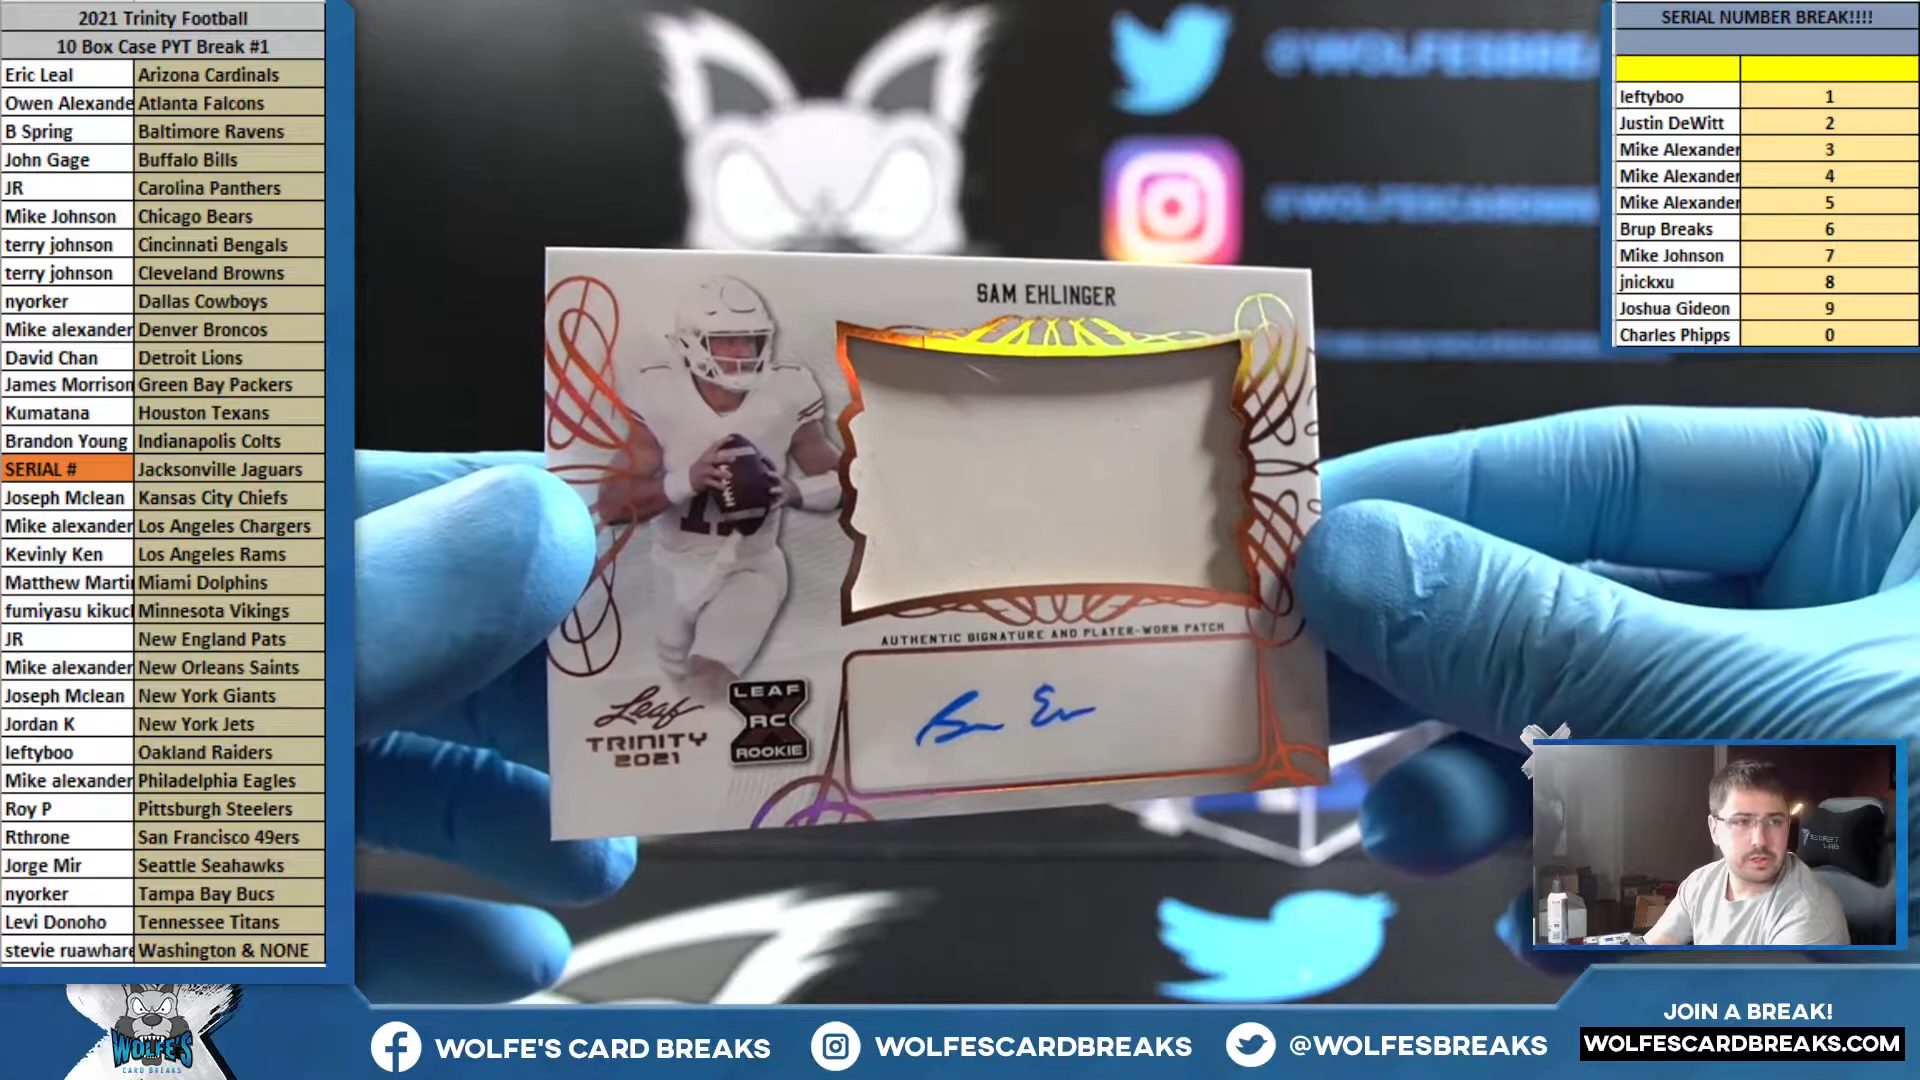 2021 Trinity Football
10 Box Case PYT Break #1
Eric Leal Arizona Cardinals
Owen Alexande Atlanta Falcons
B Spring Baltimore Ravens
John Gage Buffalo Bills
JR Carolina Panthers
Mike Johnson Chicago Bears
terry johnson Cincinnati Bengals
terry johnson Cleveland Browns
nyorker Dallas Cowboys
Mike alexander Denver Broncos
David Chan Detroit Lions
James Morrison Green Bay Packers
Kumatana Houston Texans
Brandon Young Indianapolis Colts
SERIAL # Jacksonville Jaguars
Joseph Mclean Kansas City Chiefs
Mike alexander Los Angeles Chargers
Kevinly Ken Los Angeles Rams
Matthew Marti Miami Dolphins
fumiyasu kikuc Minnesota Vikings
JR New England Pats
Mike alexander New Orleans Saints
Joseph Mclean New York Giants
Jordan K New York Jets
leftyboo Oakland Raiders
Mike alexander Philadelphia Eagles
Roy P Pittsburgh Steelers
Rthrone San Francisco 49ers
Jorge Mir Seattle Seahawks
nyorker Tampa Bay Bucs
Levi Donoho Tennessee Titans
stevie ruawhare Washington & NONE
@WOLFESBREA
SAM EHLINGER
AUTHENTIC SIGNATURE AND PLAYER-WORN PATCH
Leaf
TRINITY
2021
LEAF
RC
ROOKIE
SERIAL NUMBER BREAK!!!!
leftyboo 1
Justin DeWitt 2
Mike Alexander 3
Mike Alexander 4
Mike Alexander 5
Brup Breaks 6
Mike Johnson 7
jnickxu 8
Joshua Gideon 9
Charles Phipps 0
SECRET
LAB
WOLFE'S
CARD BREAKS
WOLFE'S CARD BREAKS
WOLFESCARDBREAKS
@WOLFESBREAKS
JOIN A BREAK!
WOLFESCARDBREAKS.COM